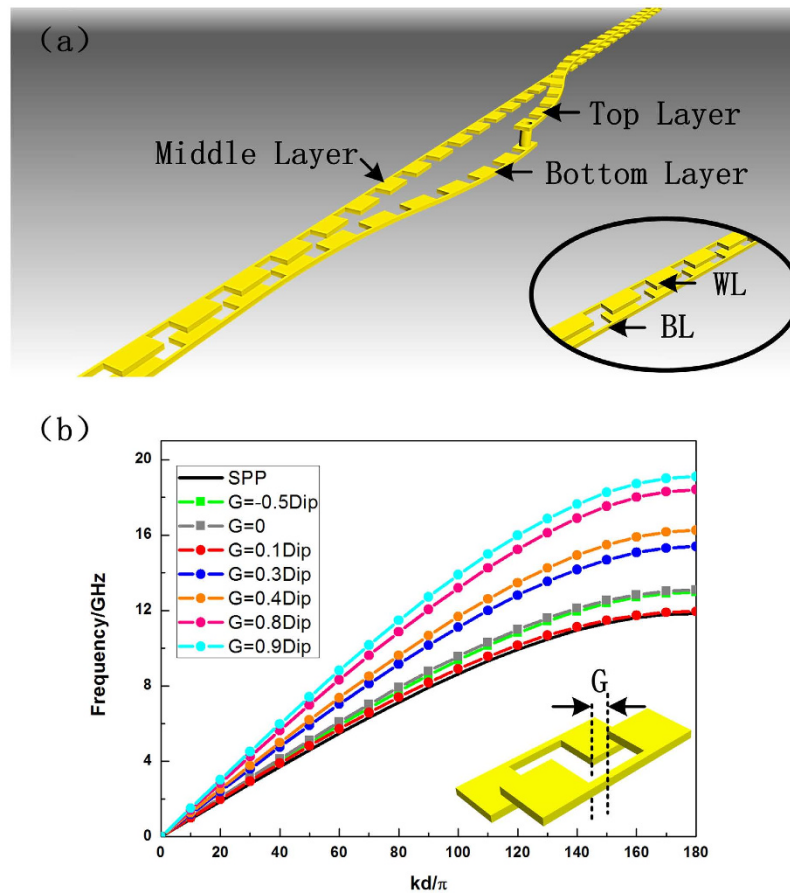 (a)
Top Layer
Middle Layer
Bottom Layer
WL
BL
(b)
20
16
12
8
4
0
Frequency/GHz
SPP
G=-0.5Dip
G=0
G=0.1Dip
G=0.3Dip
G=0.4Dip
G=0.8Dip
G=0.9Dip
G
0 20 40 60 80 100 120 140 160 180
kd/π